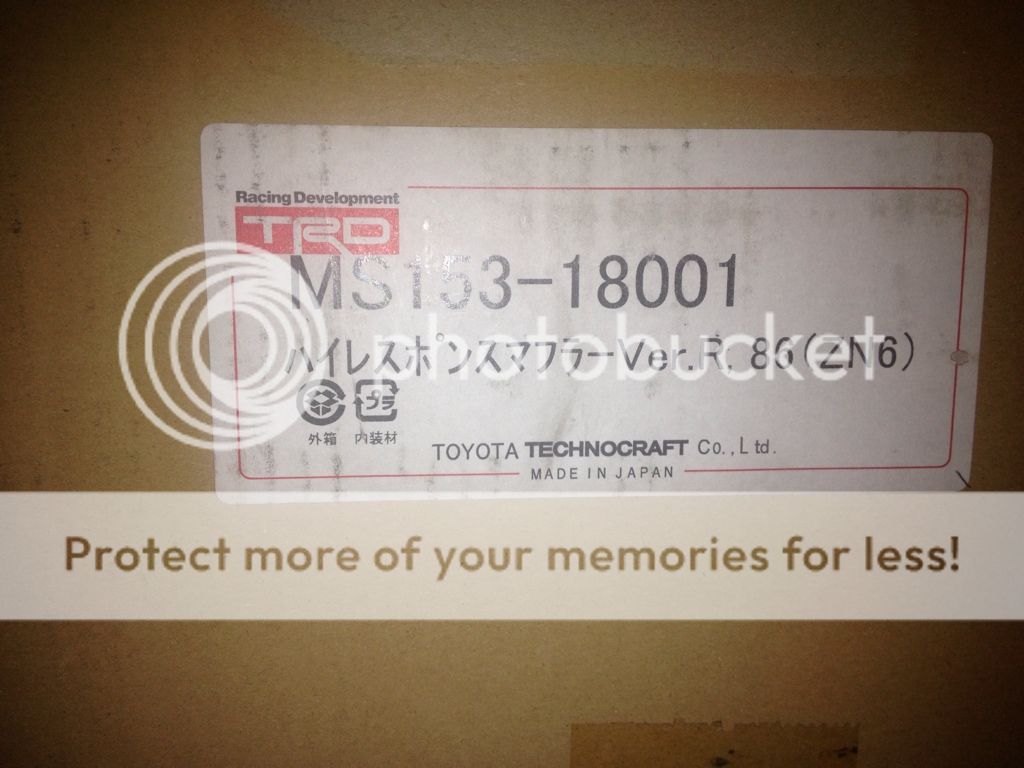 Racing Development
TRD
MS153-18001
ハイレスポンスマフラーVer.R, 86(ZN6)
プラ
外箱 内装材
TOYOTA TECHNOCRAFT Co.,Ltd.
MADE IN JAPAN
photobucket
Protect more of your memories for less!